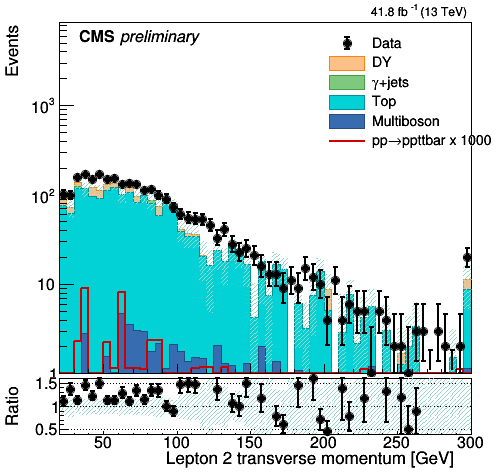 41.8 fb⁻¹ (13 TeV)
CMS preliminary
Events
Data
DY
γ+jets
Top
Multiboson
pp→ppttbar x 1000
10³
10²
10
1
Ratio
1.5
1
0.5
50 100 150 200 250 300
Lepton 2 transverse momentum [GeV]